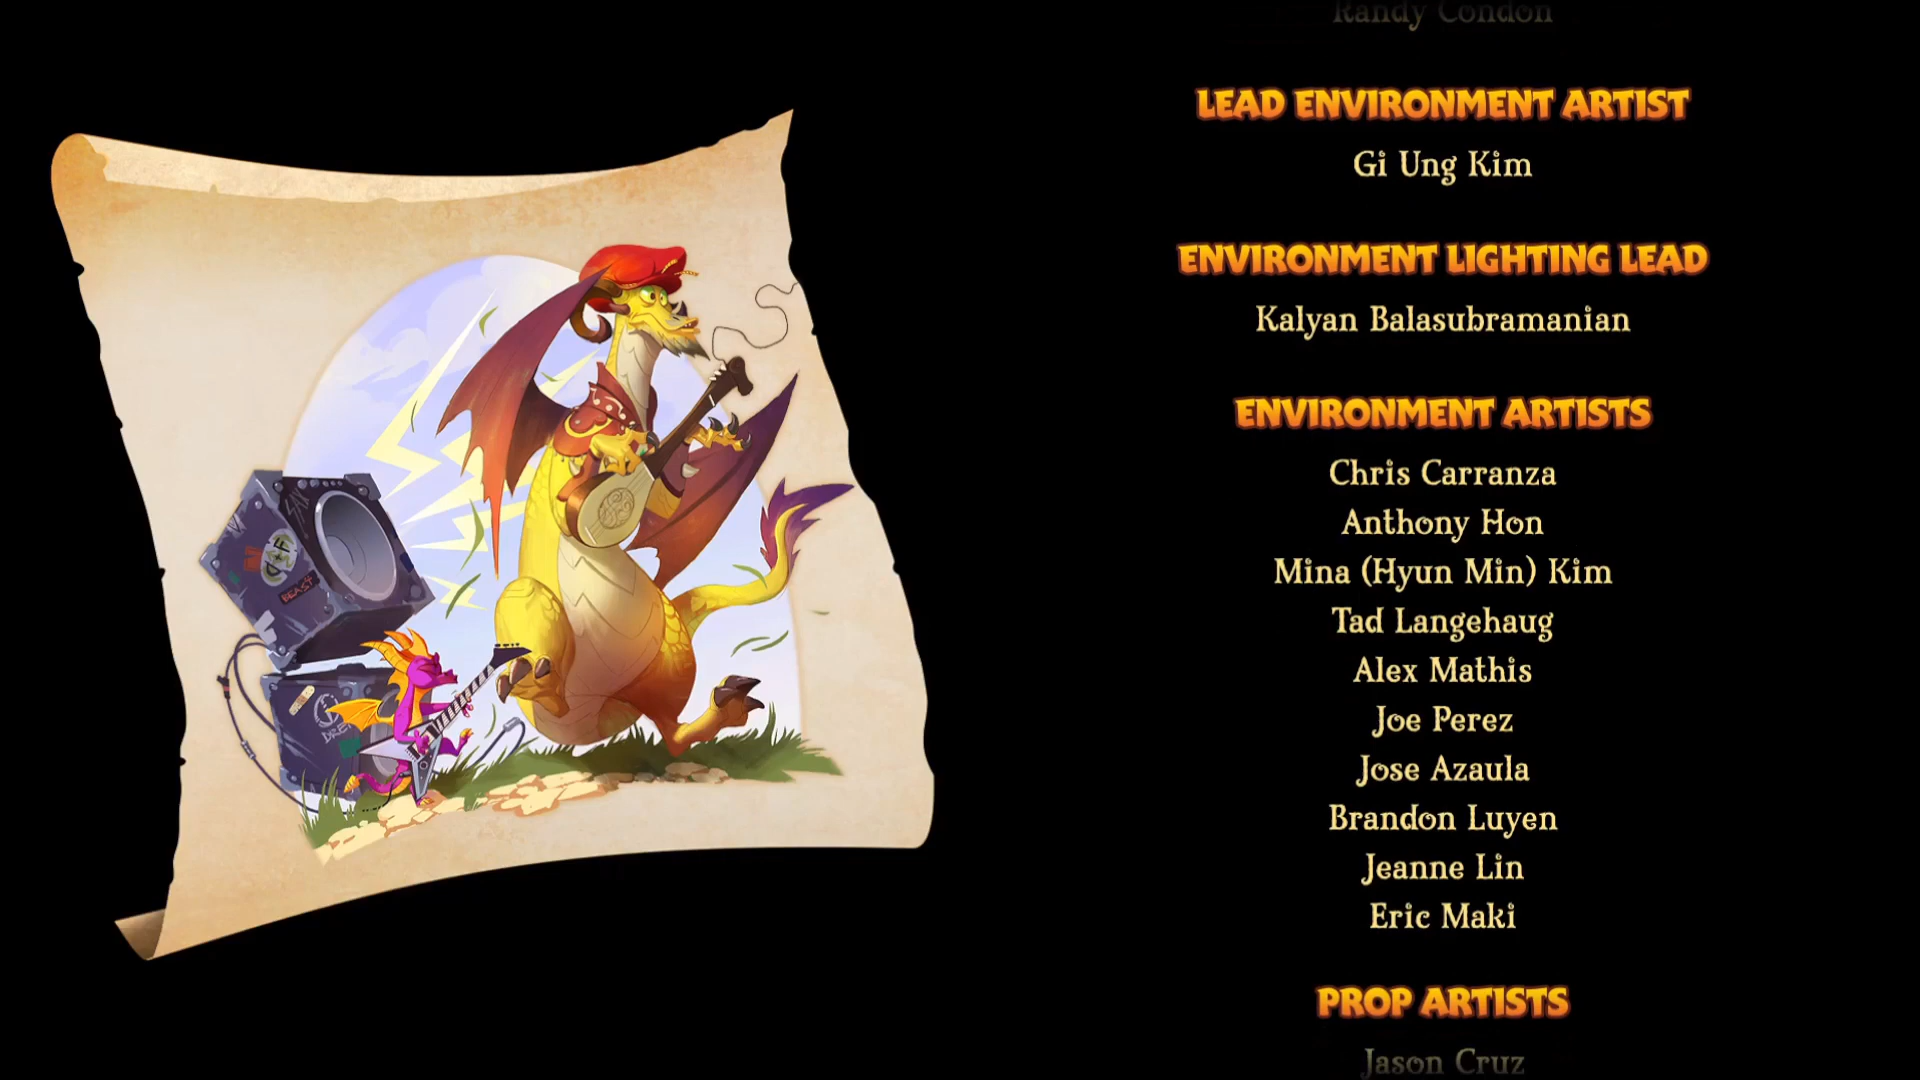 Randy Condon
LEAD ENVIRONMENT ARTIST
Gi Ung Kim
ENVIRONMENT LIGHTING LEAD
Kalyan Balasubramanian
ENVIRONMENT ARTISTS
Chris Carranza
Anthony Hon
Mina (Hyun Min) Kim
Tad Langehaug
Alex Mathis
Joe Perez
Jose Azaula
Brandon Luyen
Jeanne Lin
Eric Maki
PROP ARTISTS
Jason Cruz
BEAST